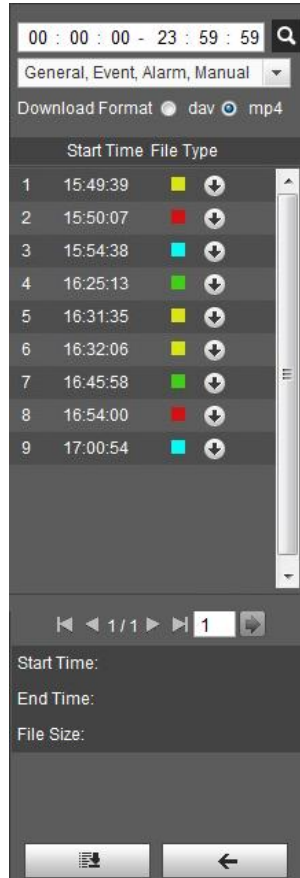 00 : 00 : 00 - 23 : 59 : 59
General, Event, Alarm, Manual
Download Format dav mp4
Start Time File Type
1 15:49:39
2 15:50:07
3 15:54:38
4 16:25:13
5 16:31:35
6 16:32:06
7 16:45:58
8 16:54:00
9 17:00:54
1/1 1
Start Time:
End Time:
File Size: